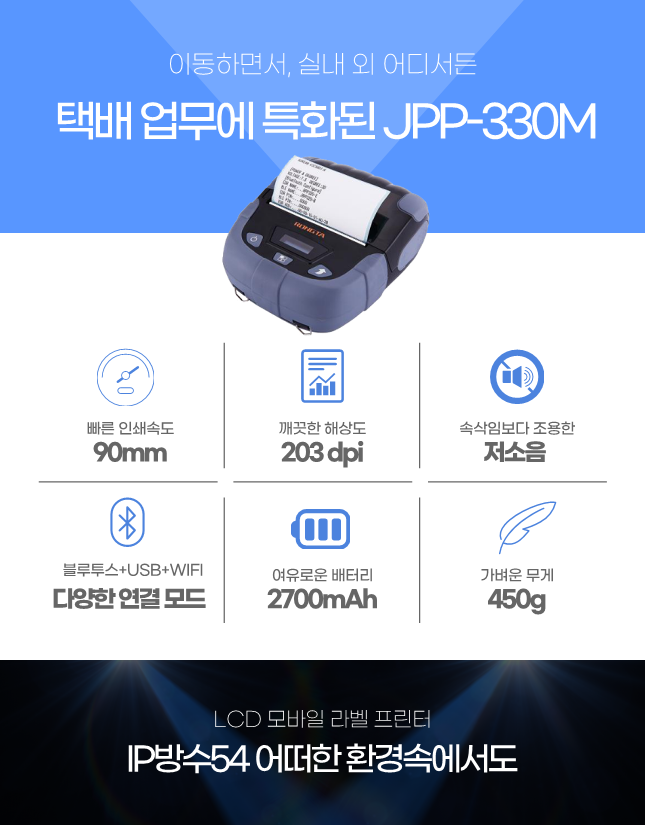 이동하면서, 실내 외 어디서든
택배 업무에 특화된 JPP-330M
RONGTA
빠른 인쇄속도
90mm
깨끗한 해상도
203 dpi
속삭임보다 조용한
저소음
블루투스+USB+WIFI
다양한 연결 모드
여유로운 배터리
2700mAh
가벼운 무게
450g
LCD 모바일 라벨 프린터
IP방수54 어떠한 환경속에서도